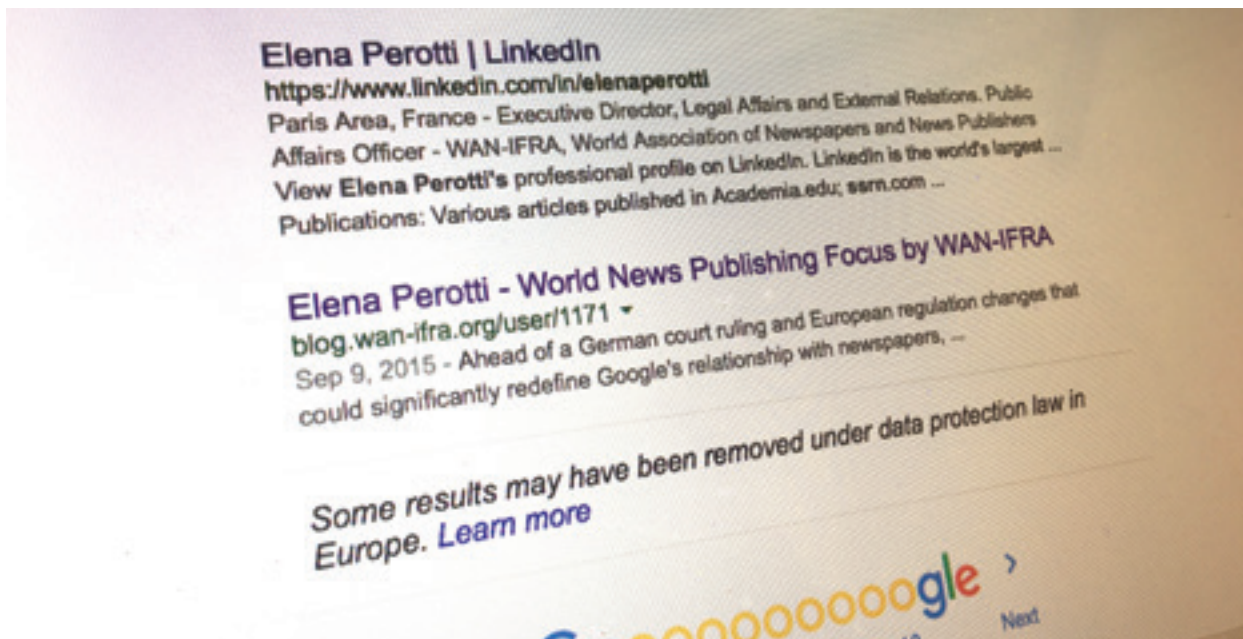 Elena Perotti | LinkedIn
https://www.linkedin.com/in/elenaperotti
Paris Area, France - Executive Director, Legal Affairs and External Relations. Public
Affairs Officer - WAN-IFRA, World Association of Newspapers and News Publishers
View Elena Perotti's professional profile on LinkedIn. LinkedIn is the world's largest ...
Publications: Various articles published in Academia.edu; ssrn.com ...
Elena Perotti - World News Publishing Focus by WAN-IFRA
blog.wan-ifra.org/user/1171
Sep 9, 2015 - Ahead of a German court ruling and European regulation changes that
could significantly redefine Google's relationship with newspapers, ...
Some results may have been removed under data protection law in
Europe. Learn more
Next